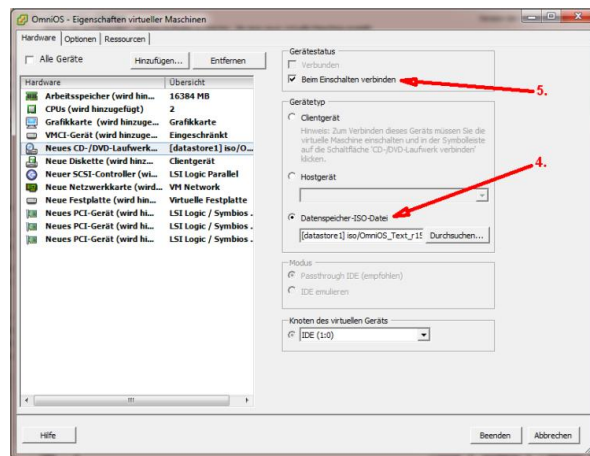 OmniOS - Eigenschaften virtueller Maschinen
Hardware Optionen Ressourcen
Alle Geräte Hinzufügen... Entfernen
Hardware Übersicht
Arbeitsspeicher (wird hin... 16384 MB
CPUs (wird hinzugefügt) 2
Grafikkarte (wird hinzuge... Grafikkarte
VMCI-Gerät (wird hinzuge... Eingeschränkt
Neues CD-/DVD-Laufwerk... [datastore1] iso/O...
Neue Diskette (wird hinz... Clientgerät
Neuer SCSI-Controller (wi... LSI Logic Parallel
Neue Netzwerkkarte (wird... VM Network
Neue Festplatte (wird hin... Virtuelle Festplatte
Neues PCI-Gerät (wird hi... LSI Logic / Symbios .
Neues PCI-Gerät (wird hi... LSI Logic / Symbios .
Neues PCI-Gerät (wird hi... LSI Logic / Symbios .
Gerätestatus
Verbunden
Beim Einschalten verbinden
5.
Gerätetyp
Clientgerät
Hinweis: Zum Verbinden dieses Geräts müssen Sie die
virtuelle Maschine einschalten und in der Symbolleiste
auf die Schaltfläche 'CD-/DVD-Laufwerk verbinden'
klicken.
4.
Hostgerät
Datenspeicher-ISO-Datei
[datastore1] iso/OmniOS_Text_r15 Durchsuchen...
Modus
Passthrough IDE (empfohlen)
IDE emulieren
Knoten des virtuellen Geräts
IDE (1:0)
Hilfe Beenden Abbrechen